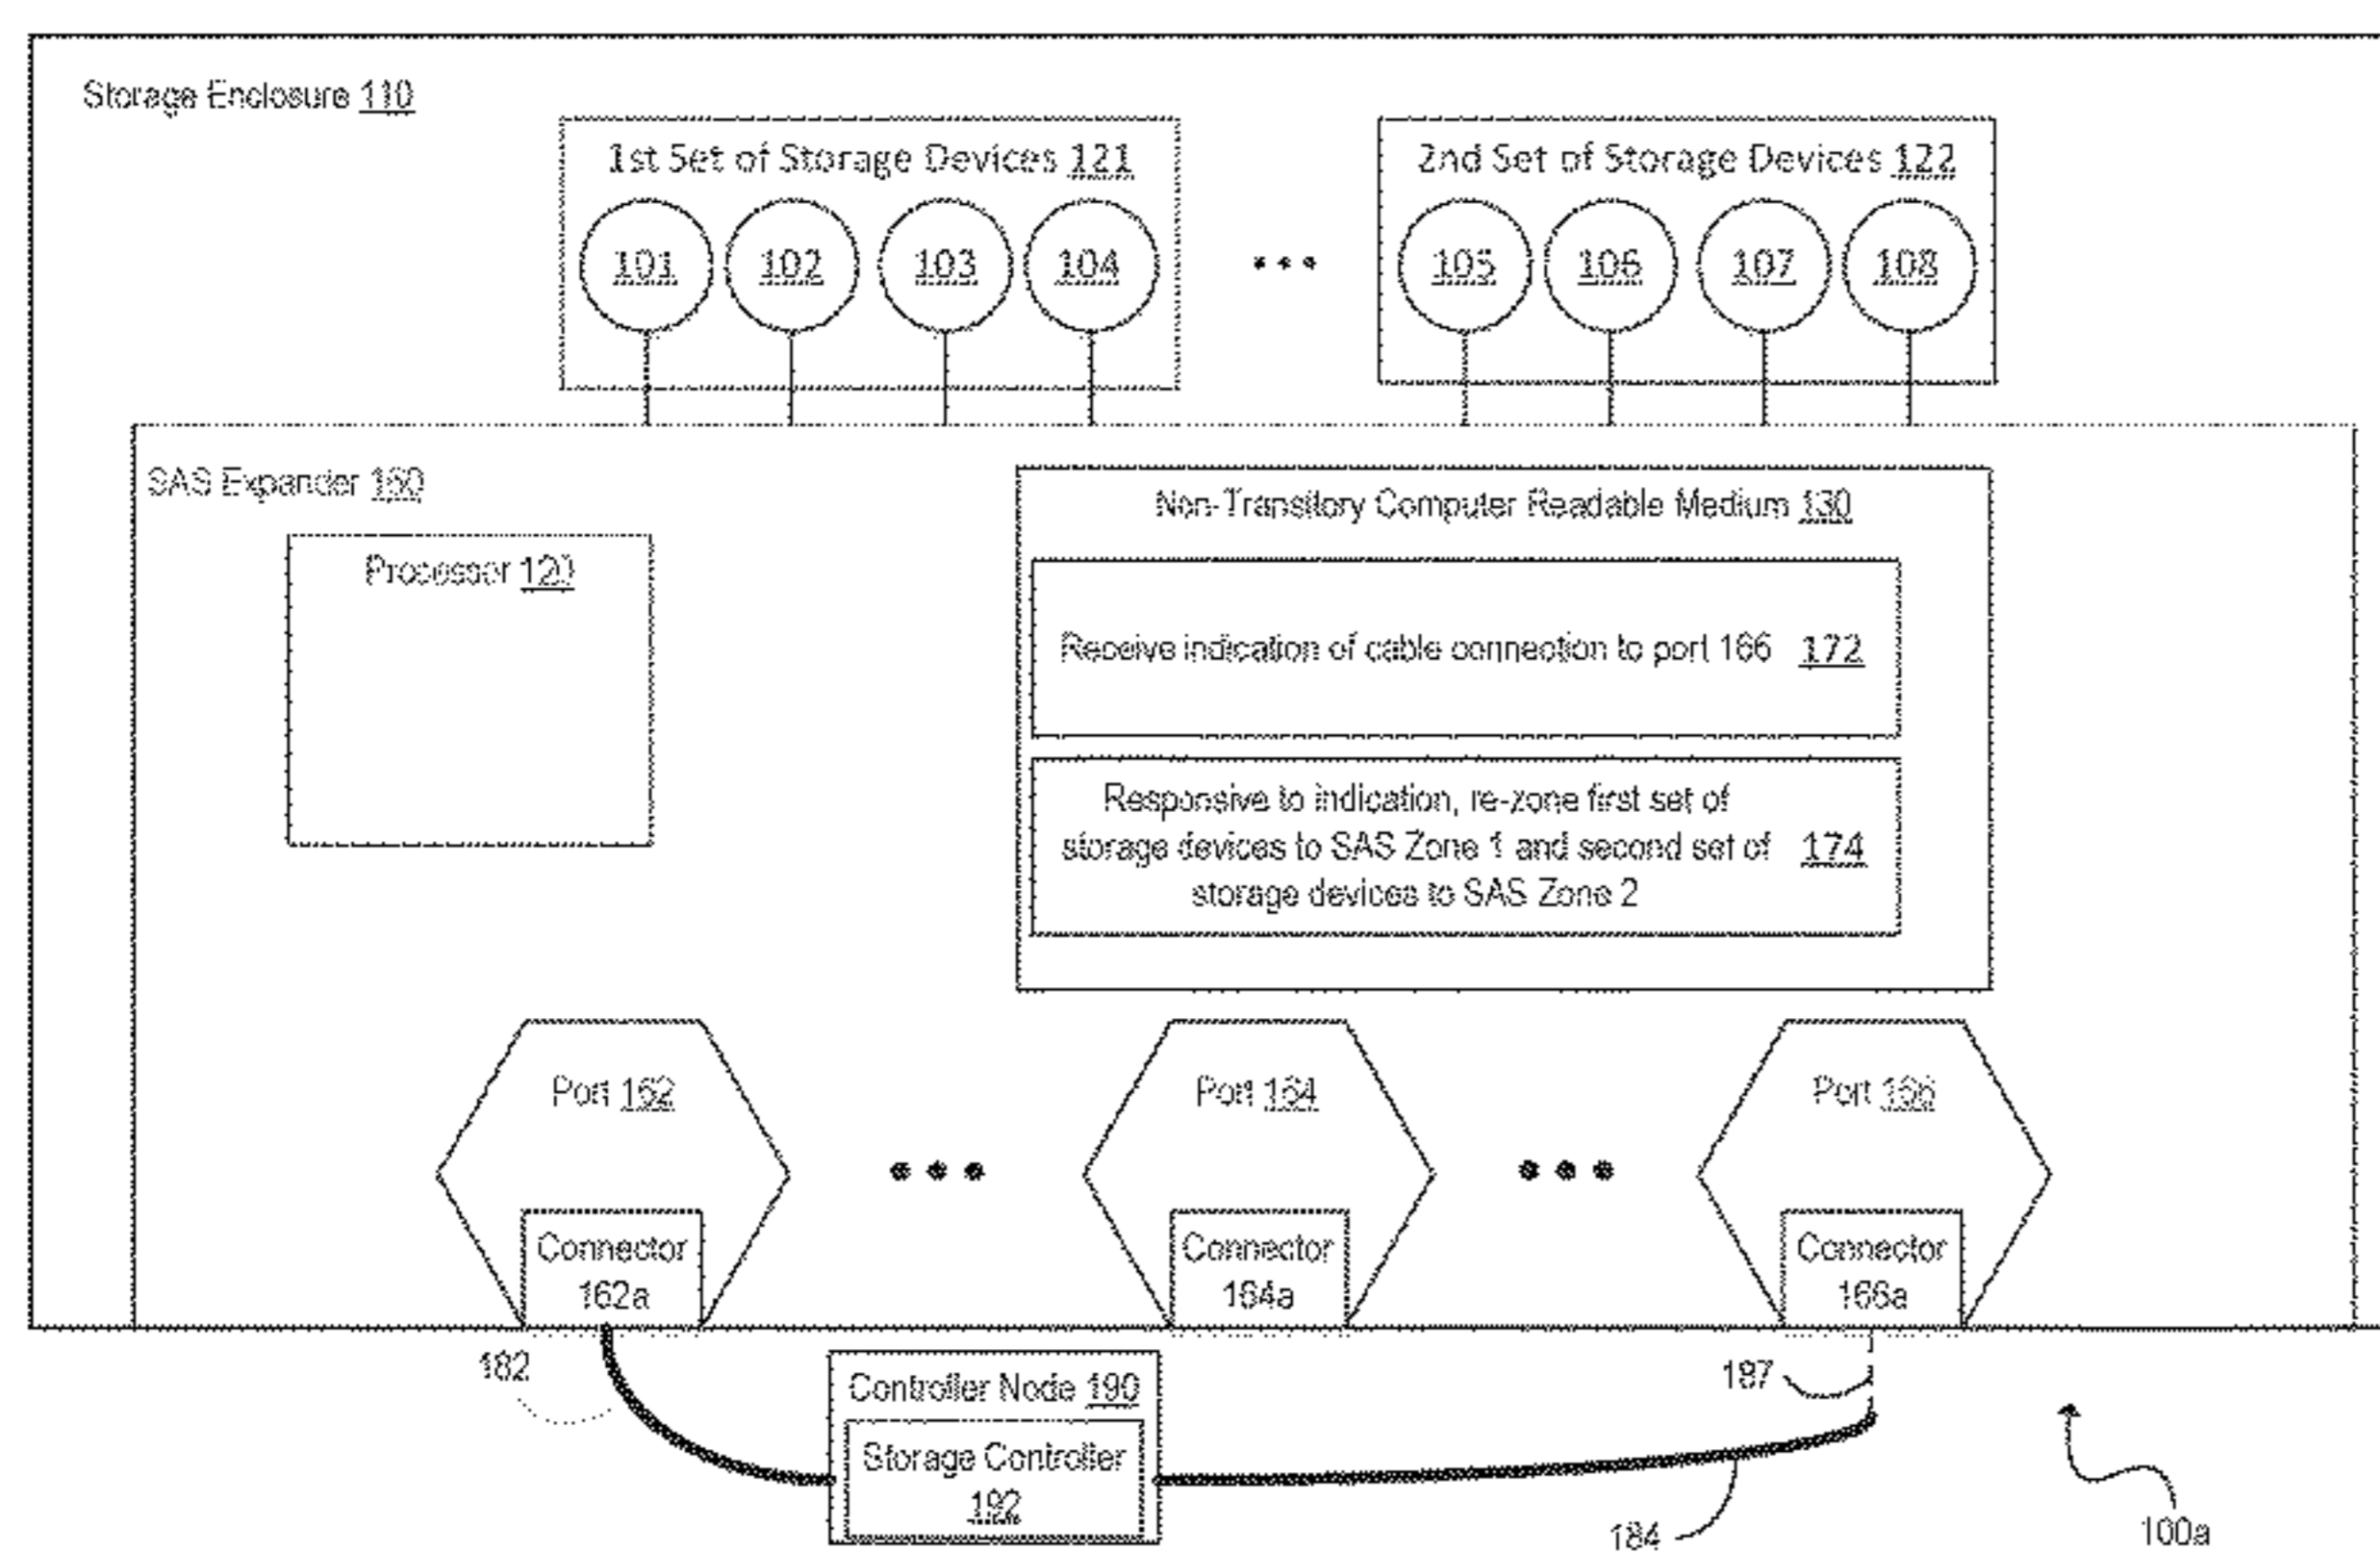 Storage Enclosure 110
1st Set of Storage Devices 121
2nd Set of Storage Devices 122
101
102
103
104
105
106
107
108
SAS Expander 160
Non-Transitory Computer Readable Medium 130
Processor 120
Receive indication of cable connection to port 166 172
Responsive to indication, re-zone first set of
storage devices to SAS Zone 1 and second set of 174
storage devices to SAS Zone 2
Port 162
Port 164
Port 166
Connector
162a
Connector
164a
Connector
166a
182
Controller Node 190
187
Storage Controller
192
184
100a